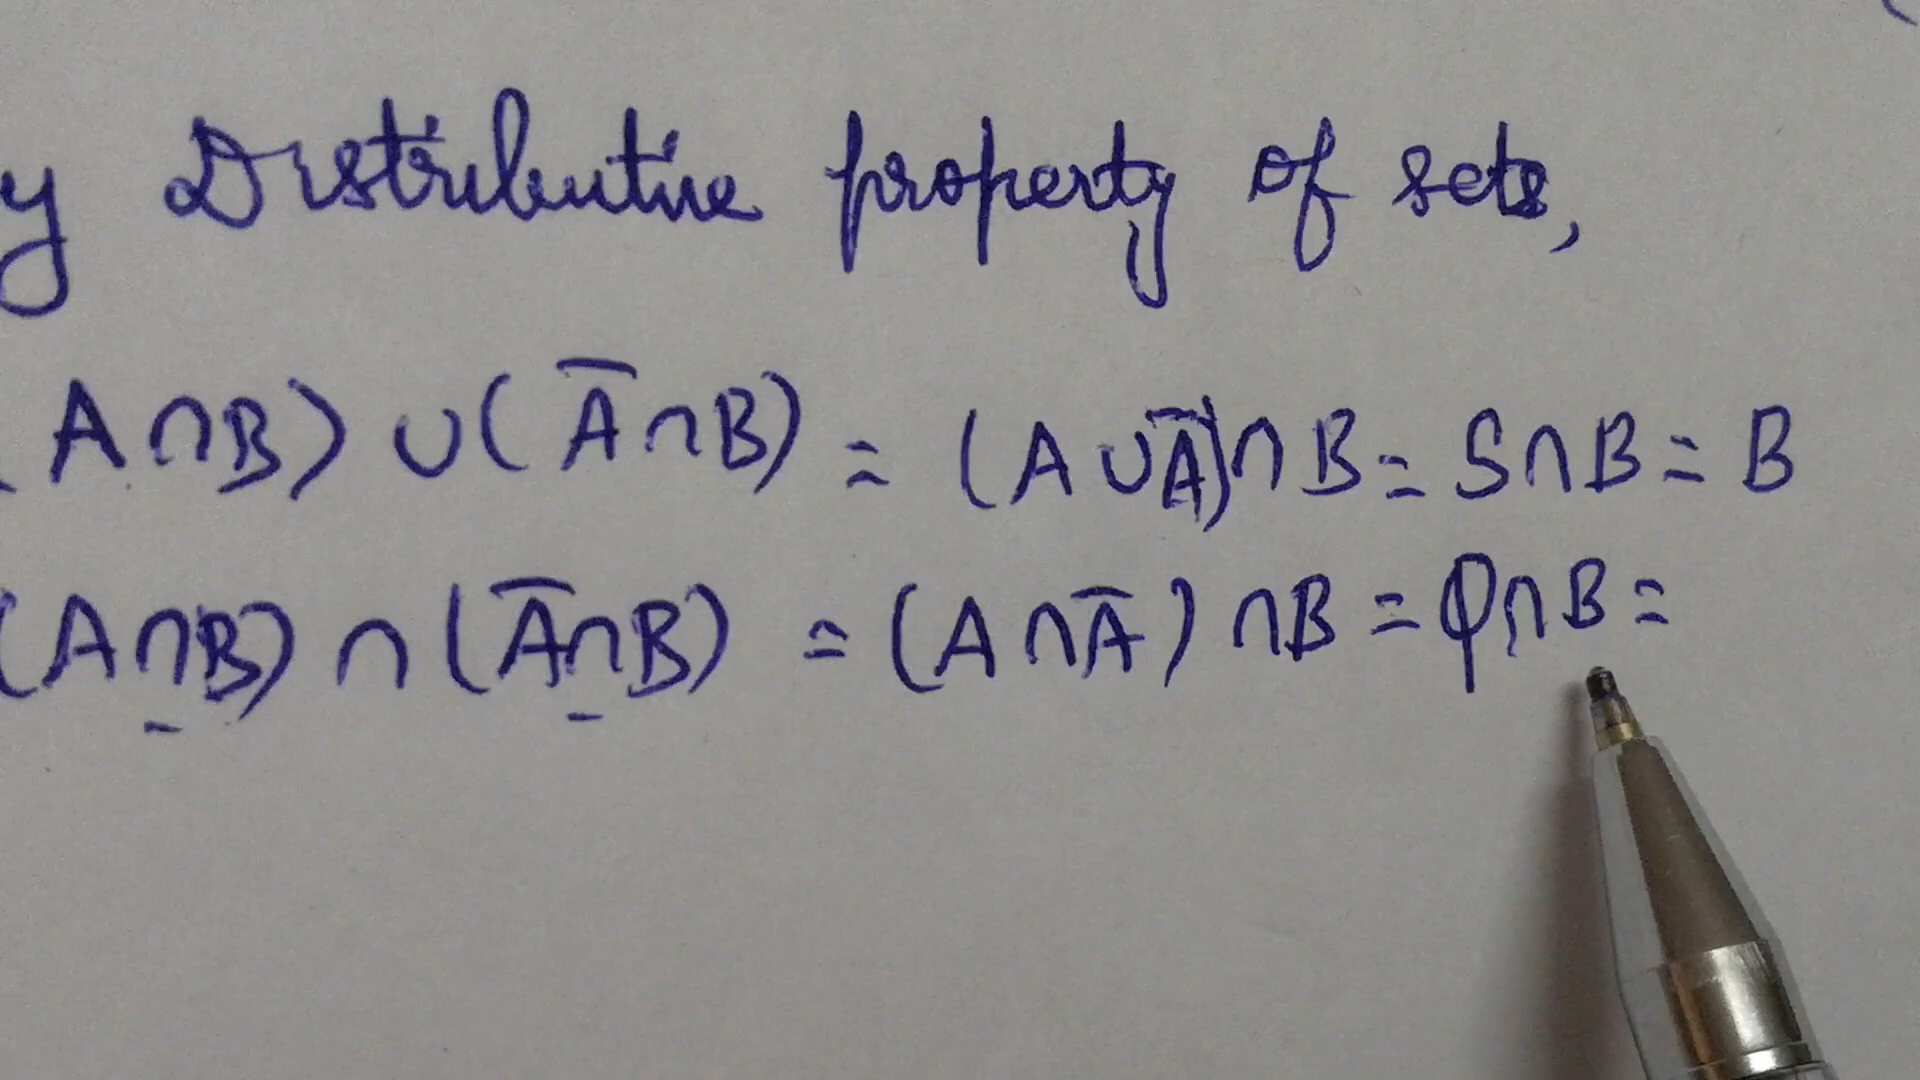 y Distributive property of sets,
A∩B) ∪ (A̅∩B) = (A∪A̅)∩B = S∩B = B
(A∩B) ∩ (A̅∩B) = (A∩A̅) ∩B = φ∩B =